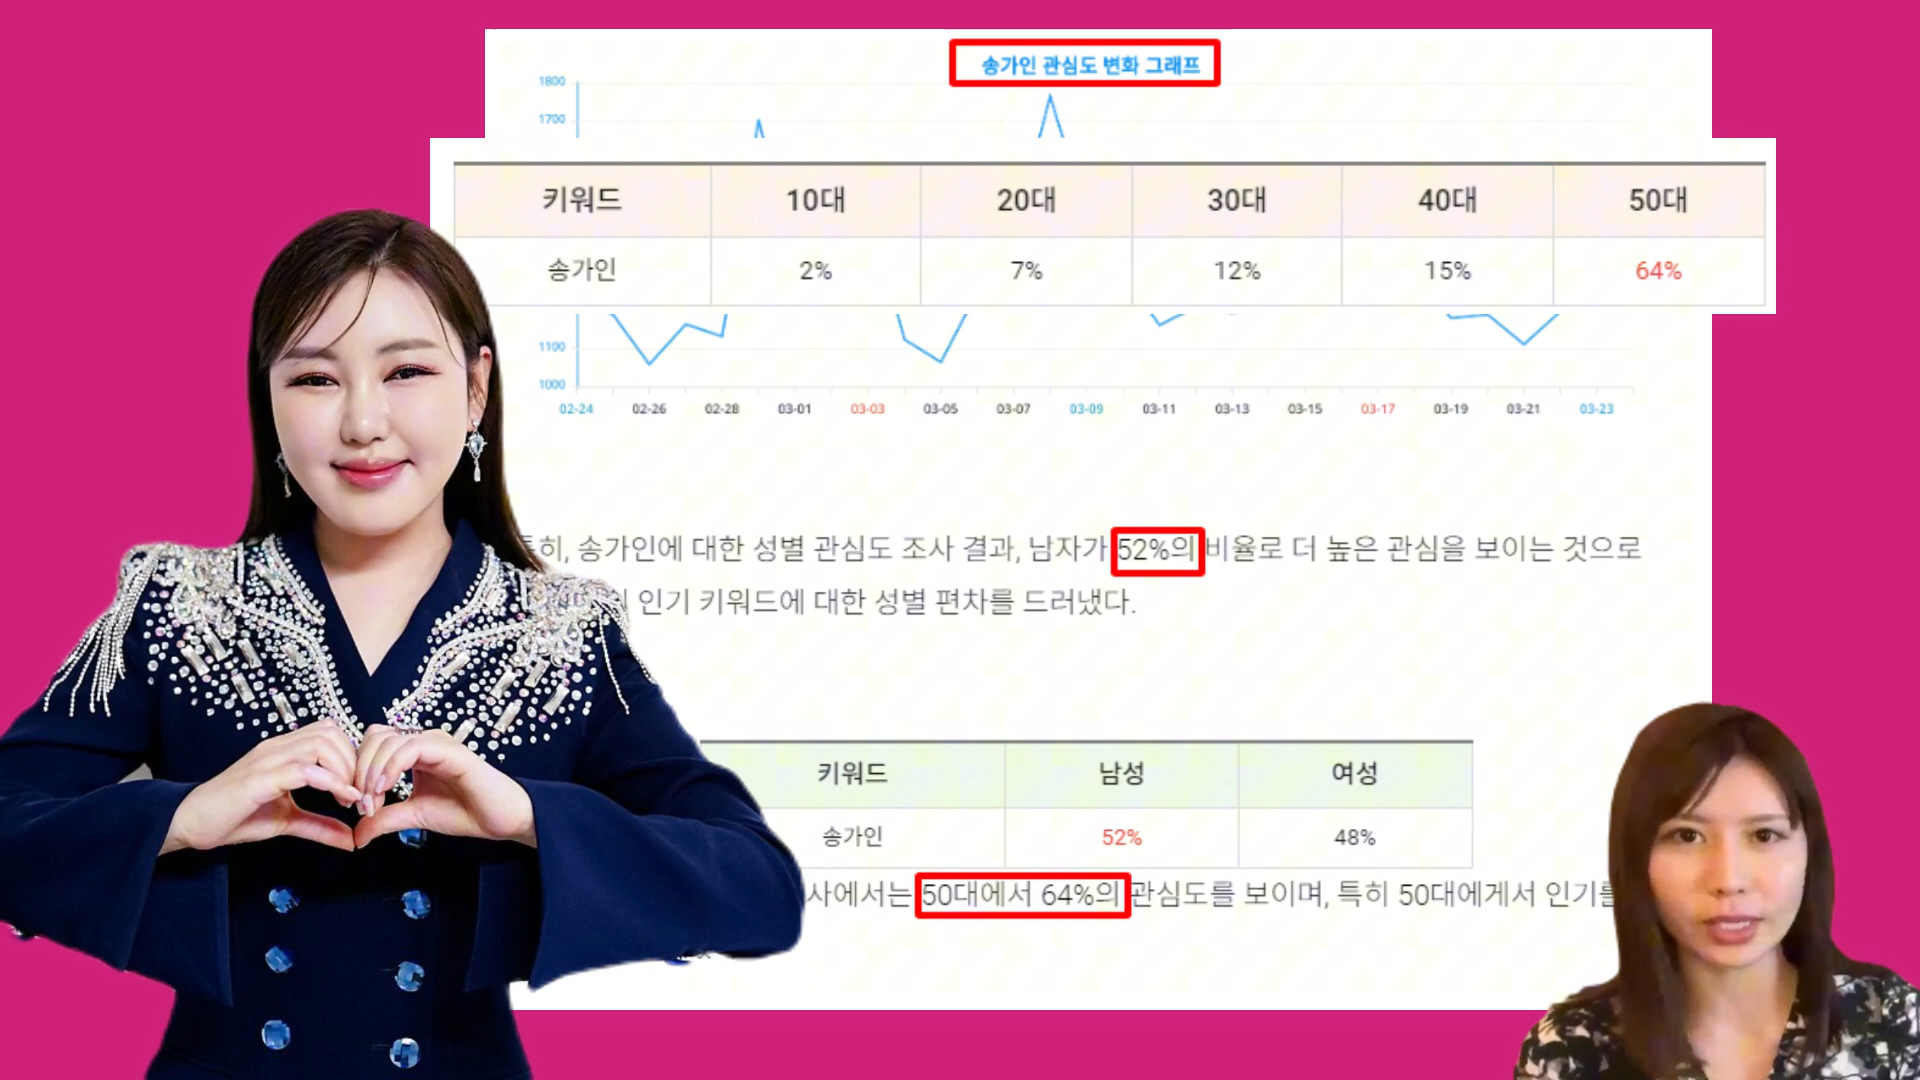 송가인 관심도 변화 그래프
1800
1700
키워드 10대 20대 30대 40대 50대
송가인 2% 7% 12% 15% 64%
1100
1000
02-24 02-26 02-28 03-01 03-03 03-05 03-07 03-09 03-11 03-13 03-15 03-17 03-19 03-21 03-23
특히, 송가인에 대한 성별 관심도 조사 결과, 남자가 52%의 비율로 더 높은 관심을 보이는 것으로
인기 키워드에 대한 성별 편차를 드러냈다.
키워드 남성 여성
송가인 52% 48%
사에서는 50대에서 64%의 관심도를 보이며, 특히 50대에게서 인기를